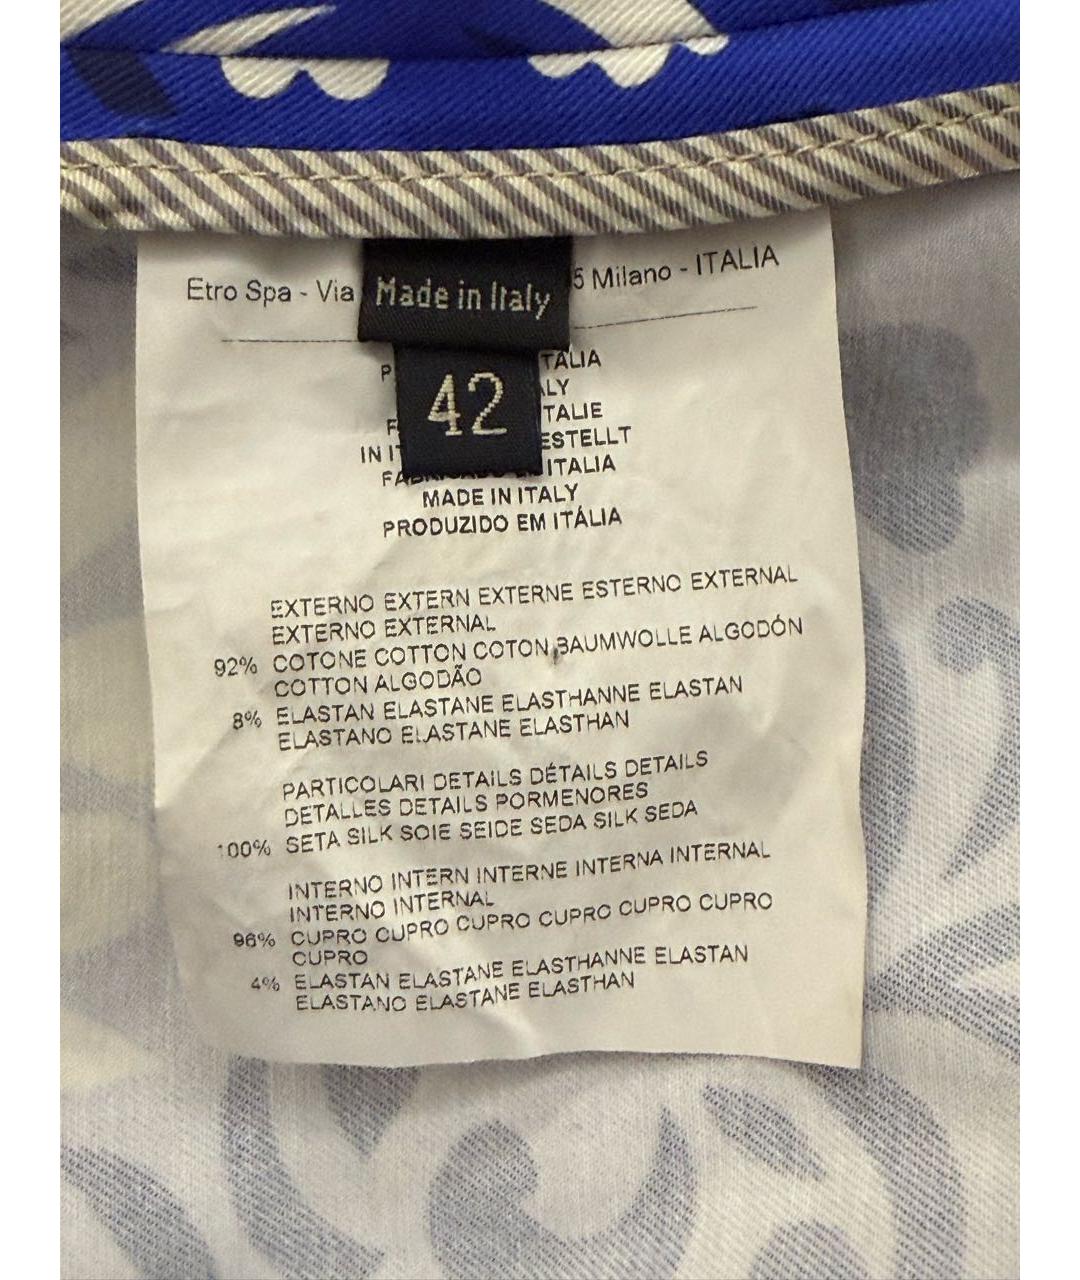 Etro Spa - Via 5 Milano - ITALIA
Made in Italy
42
MADE IN ITALY
PRODUZIDO EM ITÁLIA
EXTERNO EXTERN EXTERNE ESTERNO EXTERNAL
EXTERNO EXTERNAL
92% COTONE COTTON COTON BAUMWOLLE ALGODÓN
COTTON ALGODÃO
8% ELASTAN ELASTANE ELASTHANNE ELASTAN
ELASTANO ELASTANE ELASTHAN
PARTICOLARI DETAILS DÉTAILS DETAILS
DETALLES DETAILS PORMENORES
100% SETA SILK SOIE SEIDE SEDA SILK SEDA
INTERNO INTERN INTERNE INTERNA INTERNAL
INTERNO INTERNAL
96% CUPRO CUPRO CUPRO CUPRO CUPRO
CUPRO
4% ELASTAN ELASTANE ELASTHANNE ELASTAN
ELASTANO ELASTANE ELASTHAN